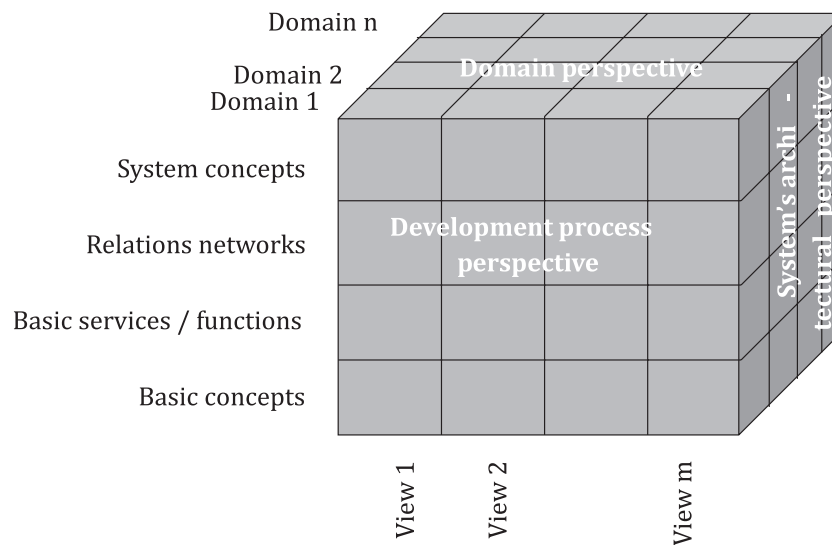 Domain n
Domain 2
Domain 1
Domain perspective
System concepts
Relations networks
Basic services / functions
Basic concepts
Development process
perspective
System's archi -
tectural perspective
View 1
View 2
View m